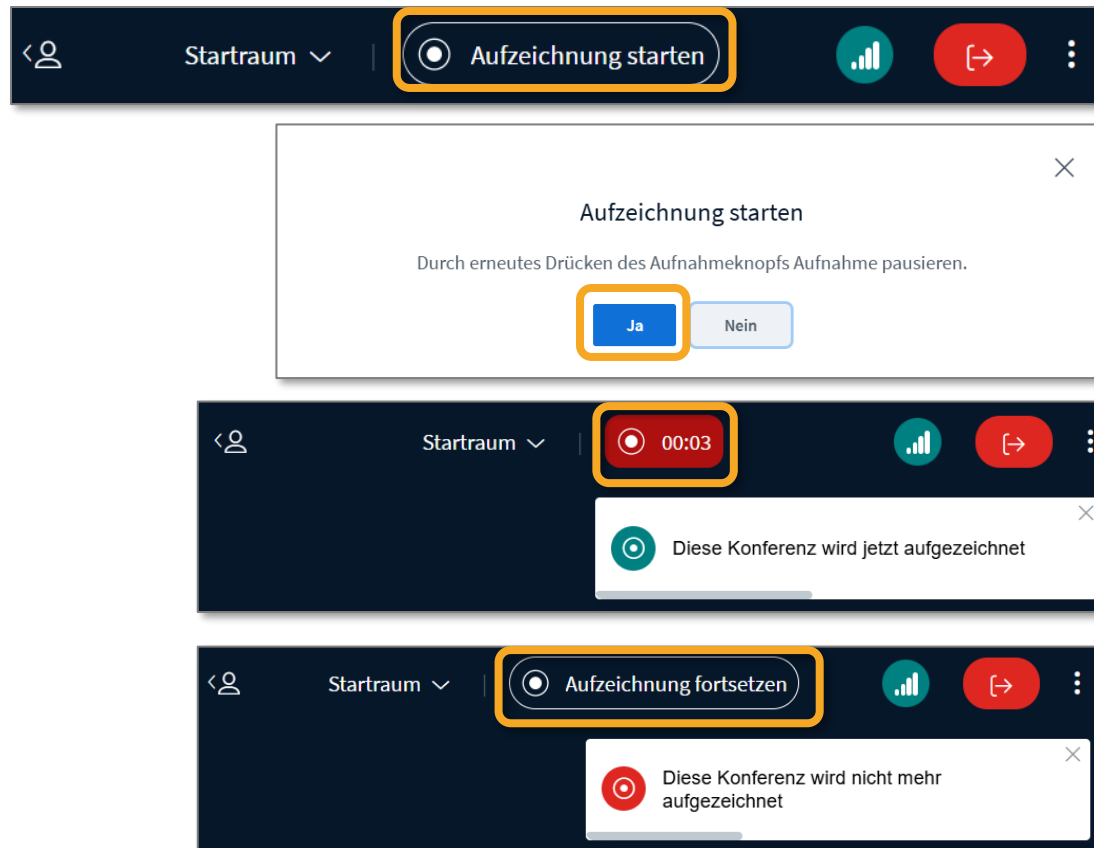 Startraum
Aufzeichnung starten
Aufzeichnung starten
Durch erneutes Drücken des Aufnahmeknopfs Aufnahme pausieren.
Ja
Nein
Startraum
00:03
Diese Konferenz wird jetzt aufgezeichnet
Startraum
Aufzeichnung fortsetzen
Diese Konferenz wird nicht mehr
aufgezeichnet